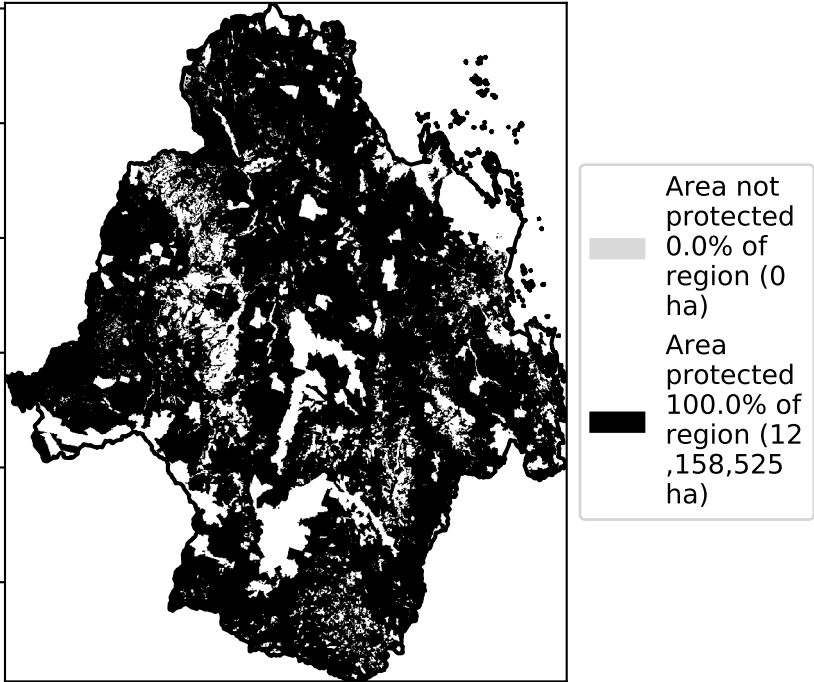 Area not
protected
0.0% of
region (0
ha)
Area
protected
100.0% of
region (12
,158,525
ha)